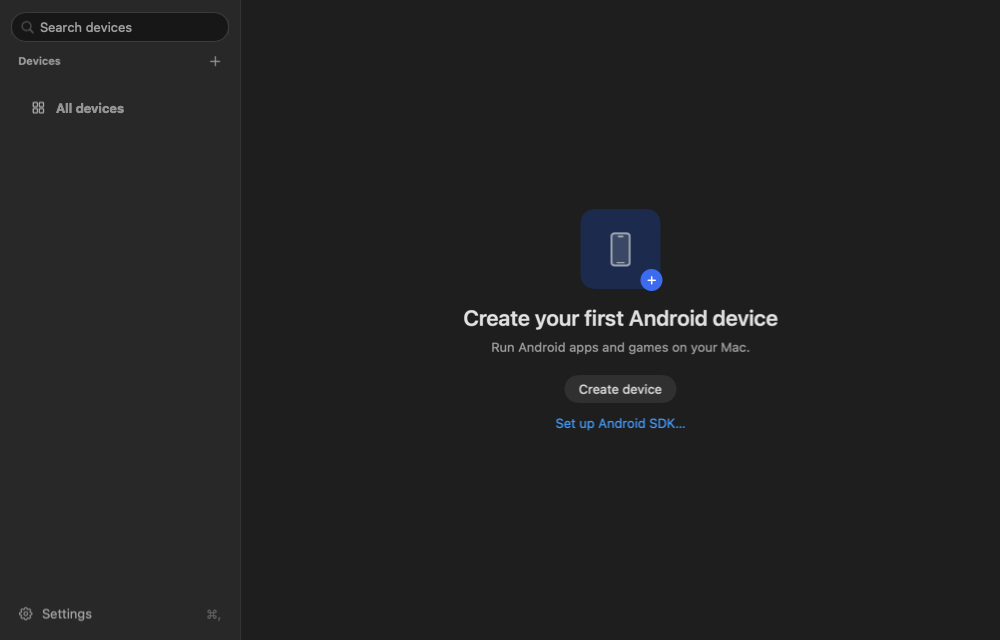 Search devices
Devices
All devices
Create your first Android device
Run Android apps and games on your Mac.
Create device
Set up Android SDK...
Settings ⌘,